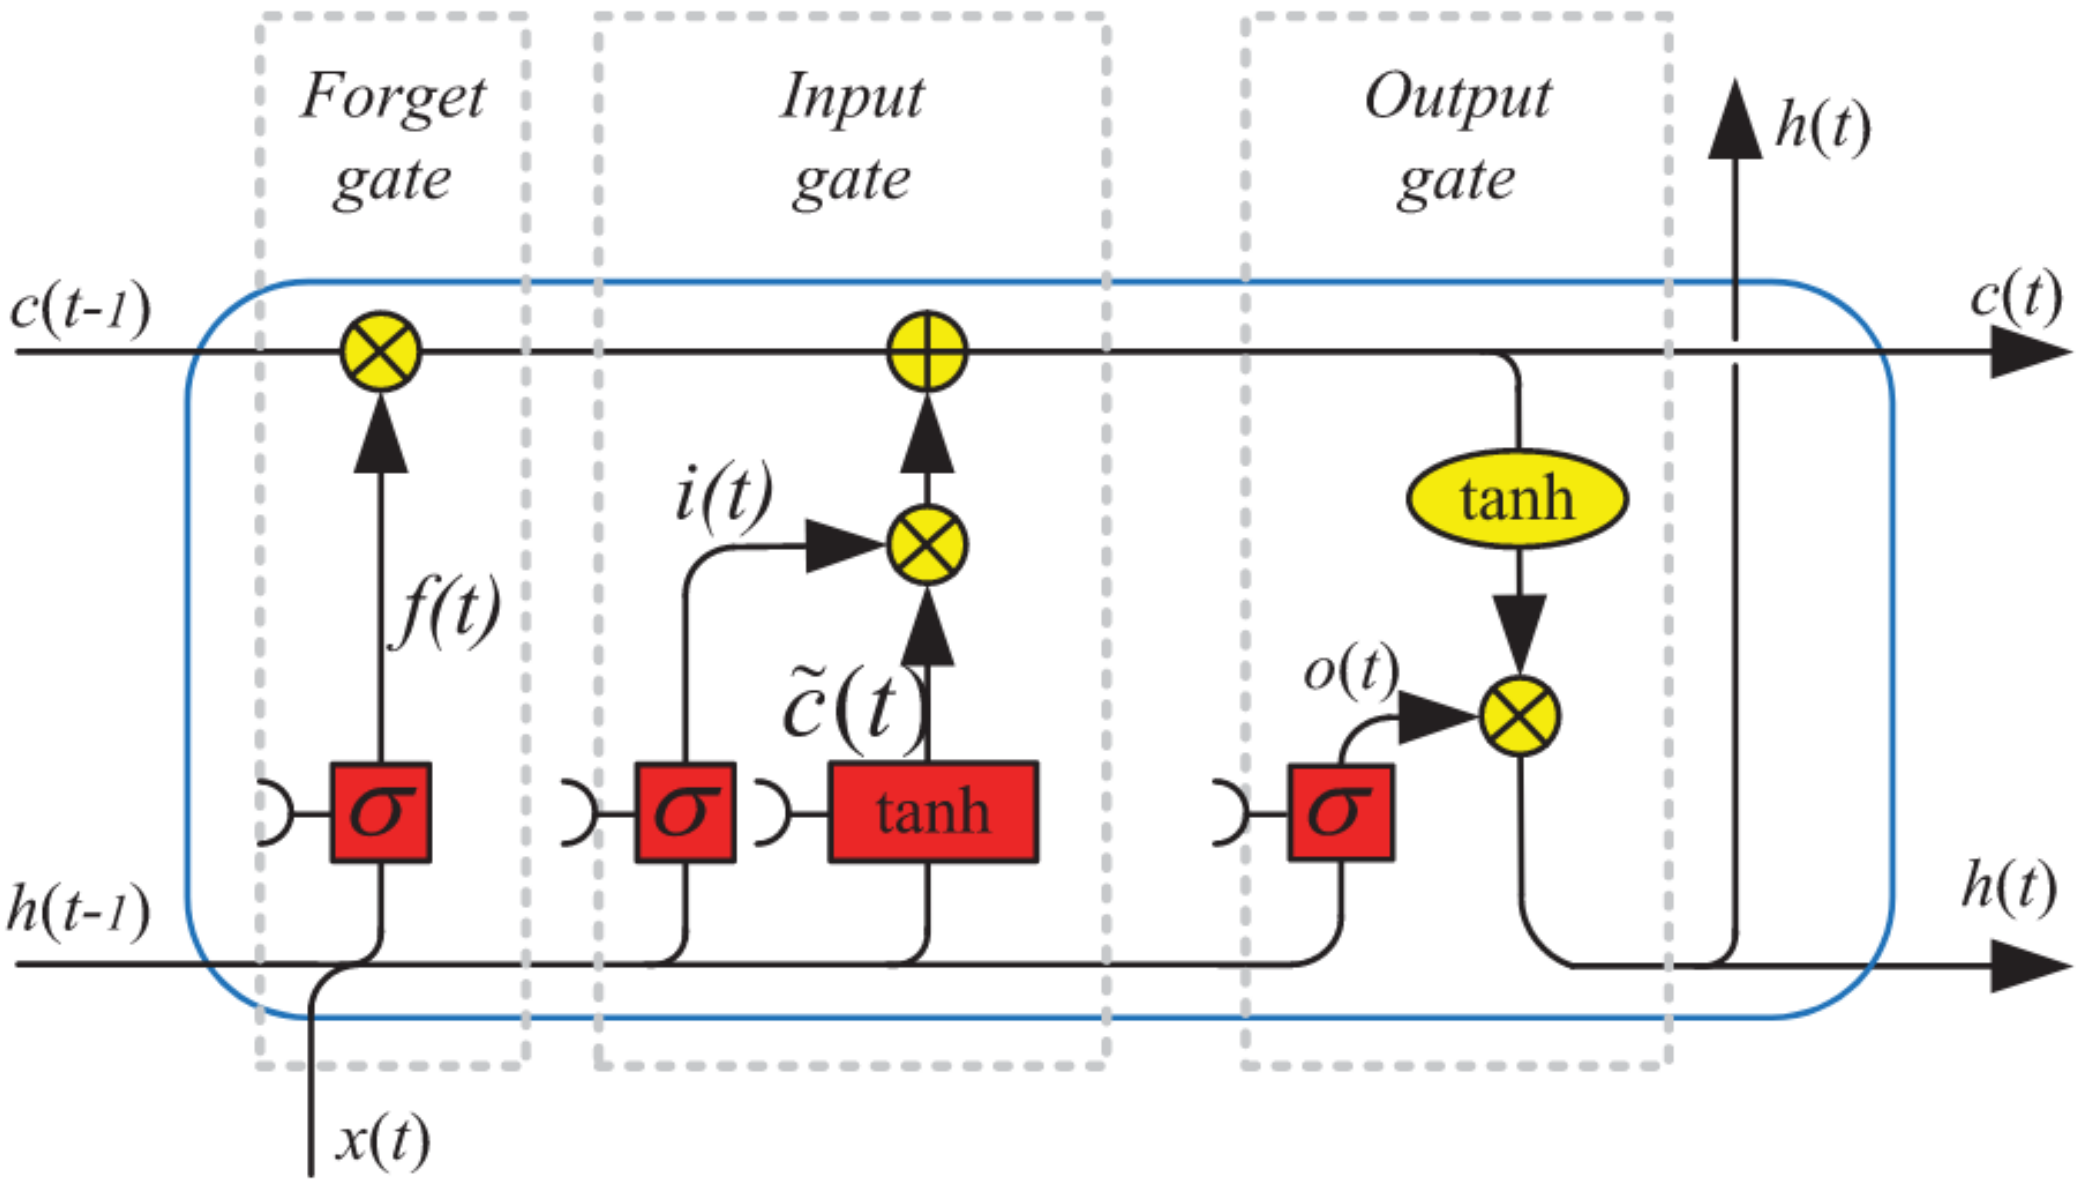 Forget
gate
Input
gate
Output
gate
h(t)
c(t-1)
c(t)
i(t)
tanh
f(t)
o(t)
c̃(t)
σ
σ
tanh
σ
h(t-1)
h(t)
x(t)